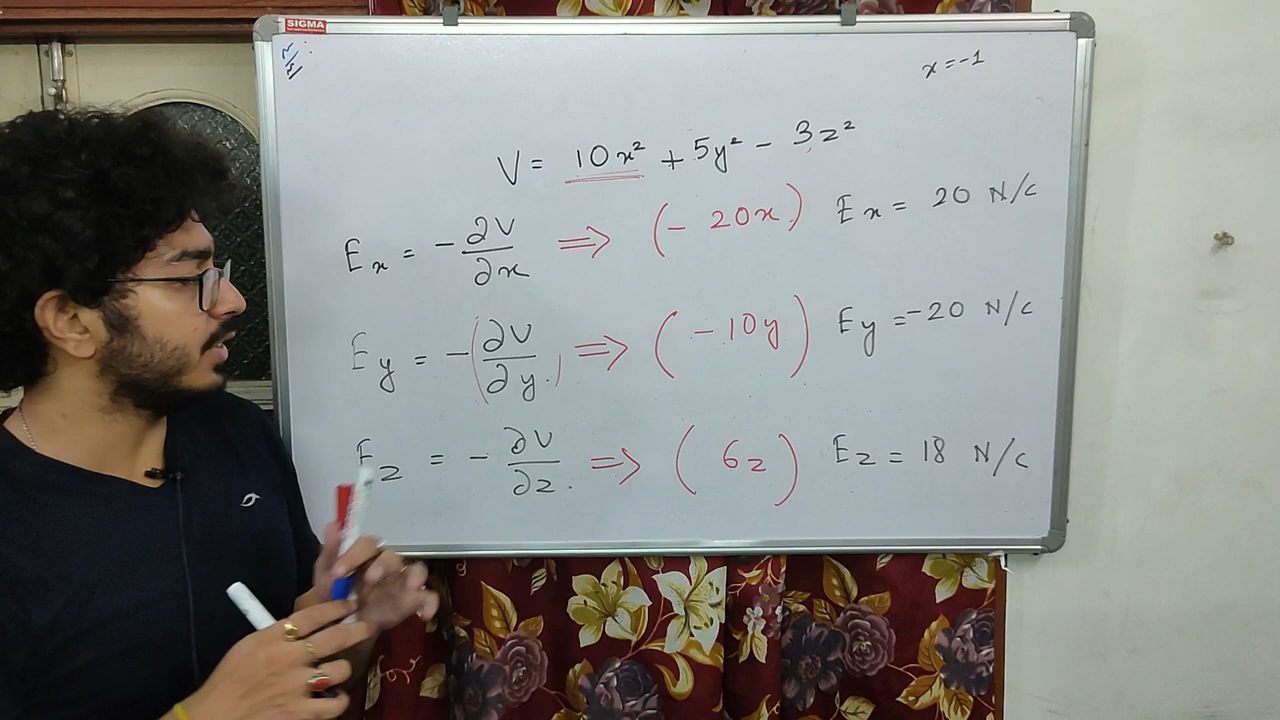 SIGMA
x = -1
V = 10x² + 5y² - 3z²
Ex = - ∂V/∂x ⇒ (- 20x) Ex = 20 N/C
Ey = - (∂V/∂y) ⇒ (-10y) Ey = -20 N/C
Ez = - ∂V/∂z. ⇒ (6z) Ez = 18 N/C